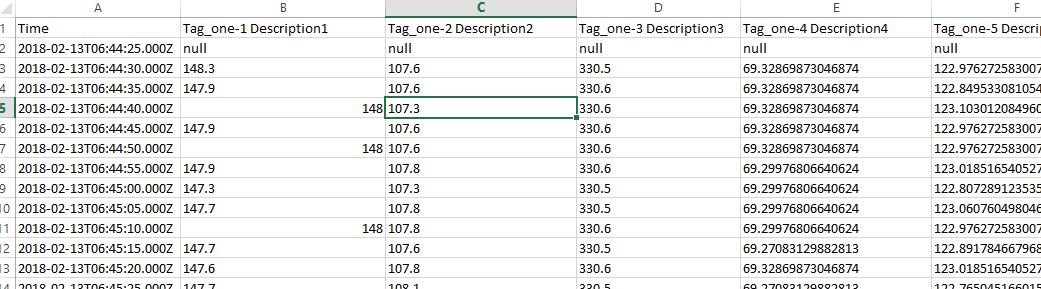 A B C D E F
1 Time Tag_one-1 Description1 Tag_one-2 Description2 Tag_one-3 Description3 Tag_one-4 Description4 Tag_one-5 Descri
2 2018-02-13T06:44:25.000Z null null null null null
3 2018-02-13T06:44:30.000Z 148.3 107.6 330.5 69.32869873046874 122.976272583007
4 2018-02-13T06:44:35.000Z 147.9 107.6 330.6 69.32869873046874 122.849533081054
5 2018-02-13T06:44:40.000Z 148 107.3 330.6 69.32869873046874 123.103012084960
6 2018-02-13T06:44:45.000Z 147.9 107.6 330.6 69.32869873046874 122.976272583007
7 2018-02-13T06:44:50.000Z 148 107.6 330.6 69.32869873046874 122.976272583007
8 2018-02-13T06:44:55.000Z 147.9 107.8 330.6 69.29976806640624 123.018516540527
9 2018-02-13T06:45:00.000Z 147.3 107.3 330.5 69.29976806640624 122.807289123535
10 2018-02-13T06:45:05.000Z 147.7 107.8 330.5 69.29976806640624 123.060760498046
11 2018-02-13T06:45:10.000Z 148 107.8 330.6 69.29976806640624 122.976272583007
12 2018-02-13T06:45:15.000Z 147.7 107.6 330.5 69.27083129882813 122.891784667968
13 2018-02-13T06:45:20.000Z 147.6 107.8 330.6 69.32869873046874 123.018516540527
14 2018-02-13T06:45:25.000Z 147.7 108.1 330.5 69.27083129882813 122.765045166015